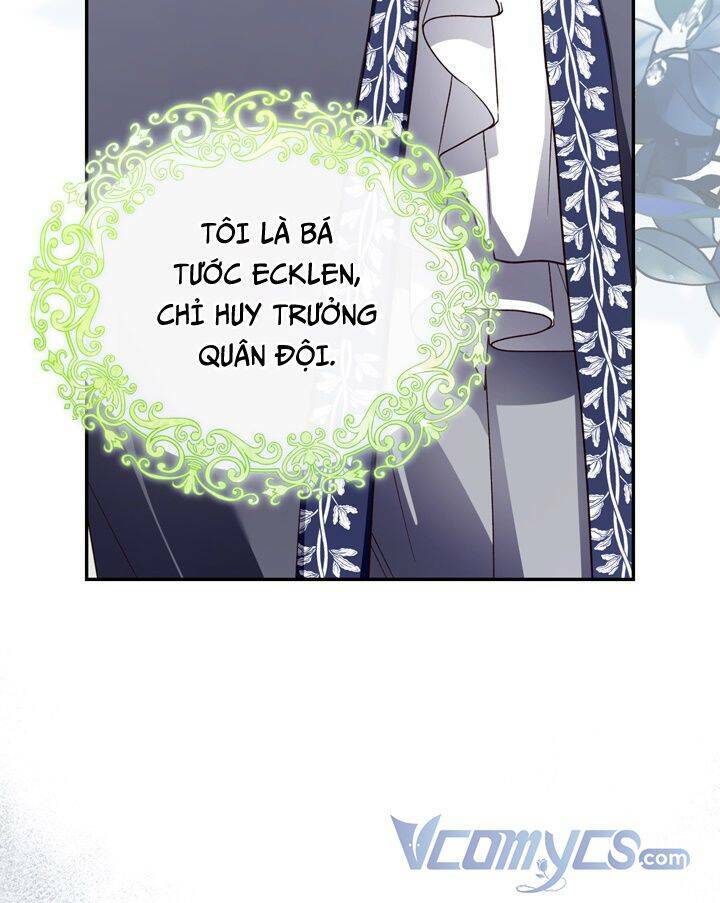 TÔI LÀ BÁ
TƯỚC ECKLEN,
CHỈ HUY TRƯỞNG
QUÂN ĐỘI.
VCOMYCS.com